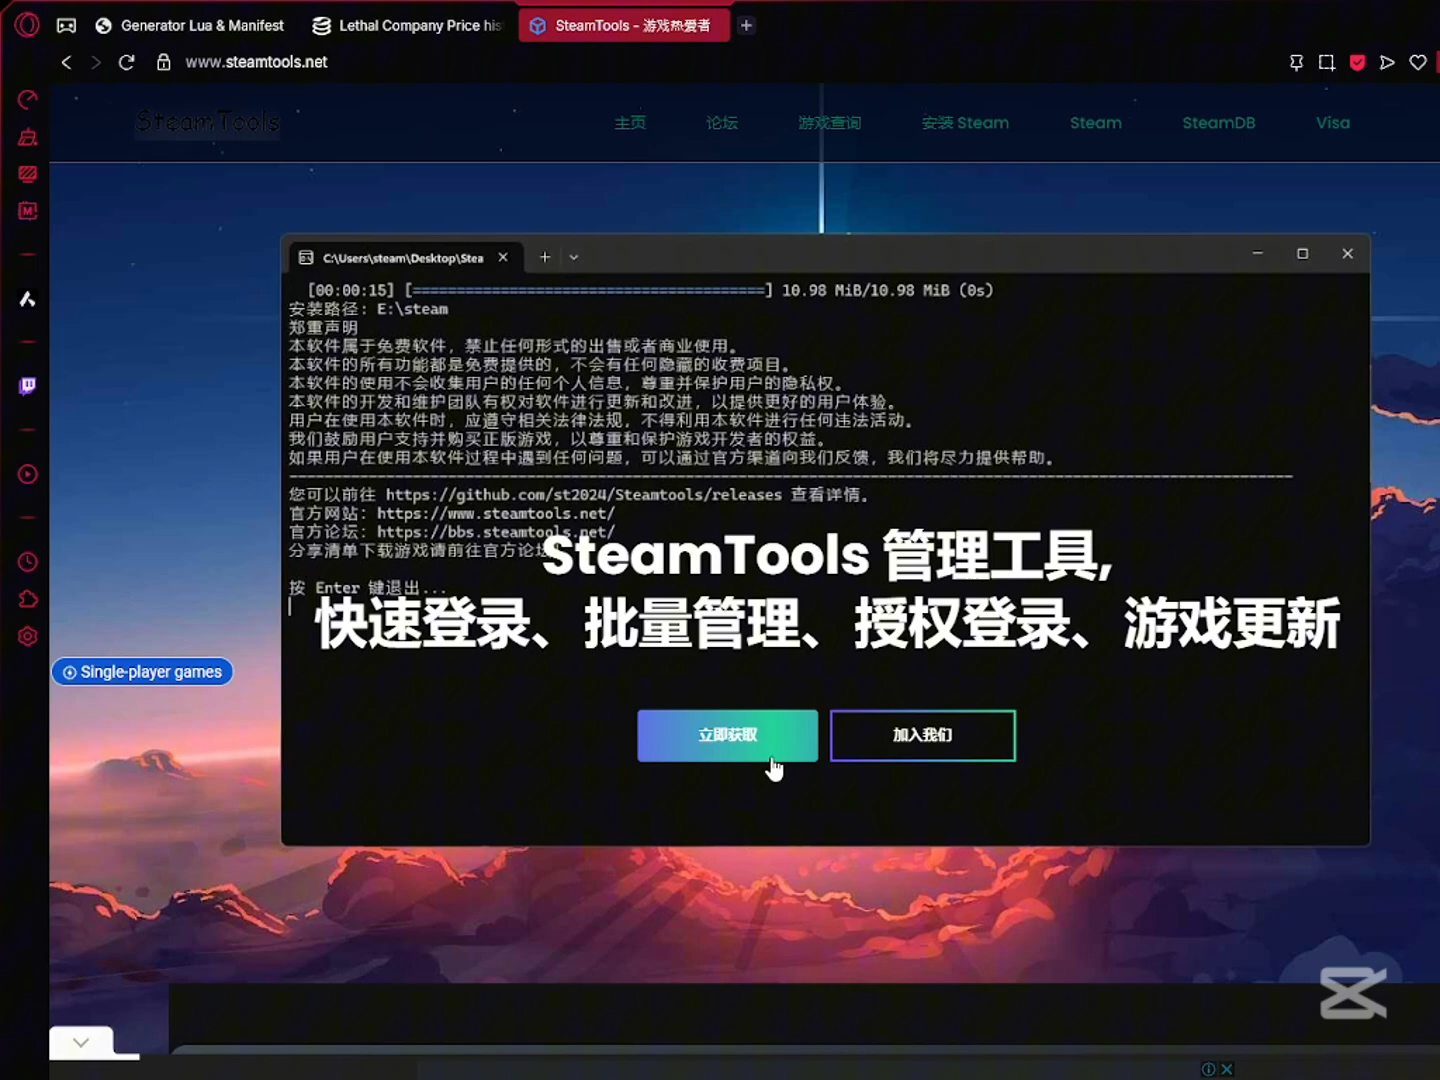 Generator Lua & Manifest
Lethal Company Price his
SteamTools - 游戏热爱者
www.steamtools.net
SteamTools
主页
论坛
游戏查询
安装 Steam
Steam
SteamDB
Visa
C:\Users\steam\Desktop\Stea
[00:00:15] [========================================] 10.98 MiB/10.98 MiB (0s)
安装路径: E:\steam
郑重声明
本软件属于免费软件, 禁止任何形式的出售或者商业使用。
本软件的所有功能都是免费提供的, 不会有任何隐藏的收费项目。
本软件的使用不会收集用户的任何个人信息, 尊重并保护用户的隐私权。
本软件的开发和维护团队有权对软件进行更新和改进, 以提供更好的用户体验。
用户在使用本软件时, 应遵守相关法律法规, 不得利用本软件进行任何违法活动。
我们鼓励用户支持并购买正版游戏, 以尊重和保护游戏开发者的权益。
如果用户在使用本软件过程中遇到任何问题, 可以通过官方渠道向我们反馈, 我们将尽力提供帮助。
您可以前往 https://github.com/st2024/Steamtools/releases 查看详情。
官方网站: https://www.steamtools.net/
官方论坛: https://bbs.steamtools.net/
分享清单下载游戏请前往官方论坛
按 Enter 键退出...
SteamTools 管理工具,
快速登录、批量管理、授权登录、游戏更新
Single-player games
立即获取
加入我们